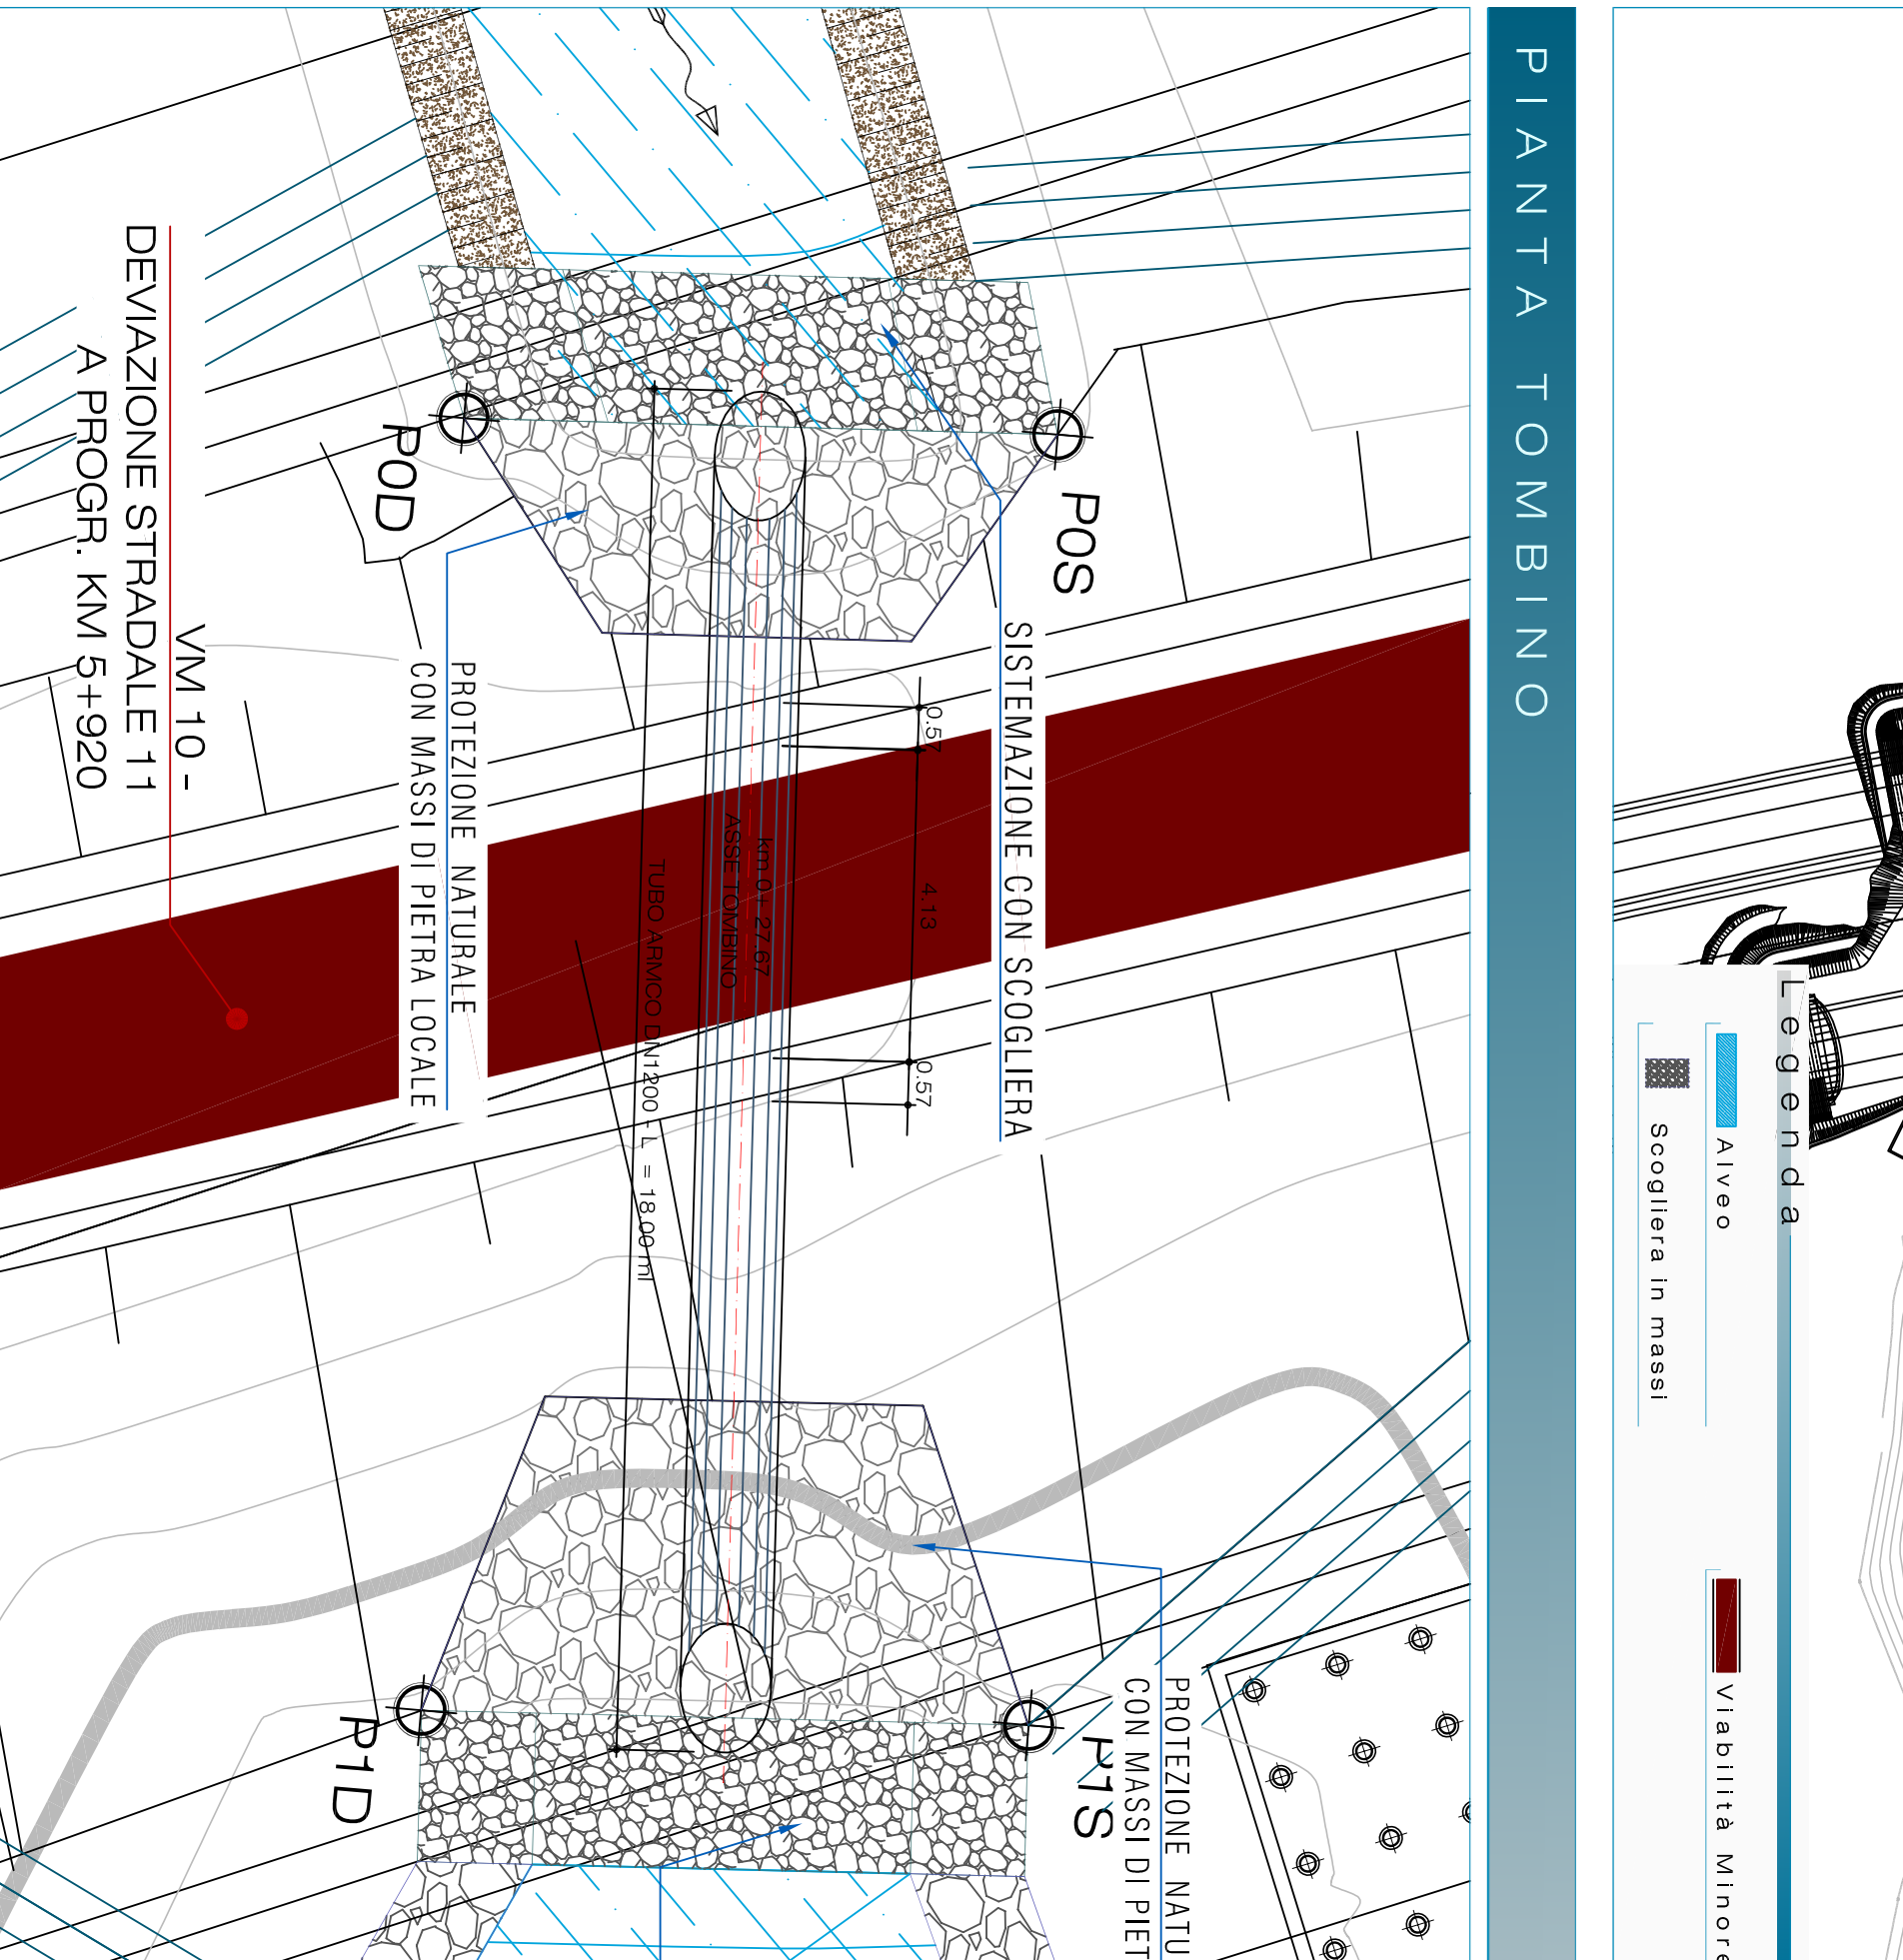 PIANTA TOMBINO
Legenda
Alveo
Scogliera in massi
Viabilità Minore
P0S
P0D
SISTEMAZIONE CON SCOGLIERA
0.57
4.13
0.57
km 0+ 27.67
ASSE TOMBINO
TUBO ARMCO DN1200 - L = 18.00 ml
PROTEZIONE NATURALE
CON MASSI DI PIETRA LOCALE
VM 10 -
DEVIAZIONE STRADALE 11
A PROGR. KM 5+920
PROTEZIONE NATU
CON MASSI DI PIET
P1S
P1D